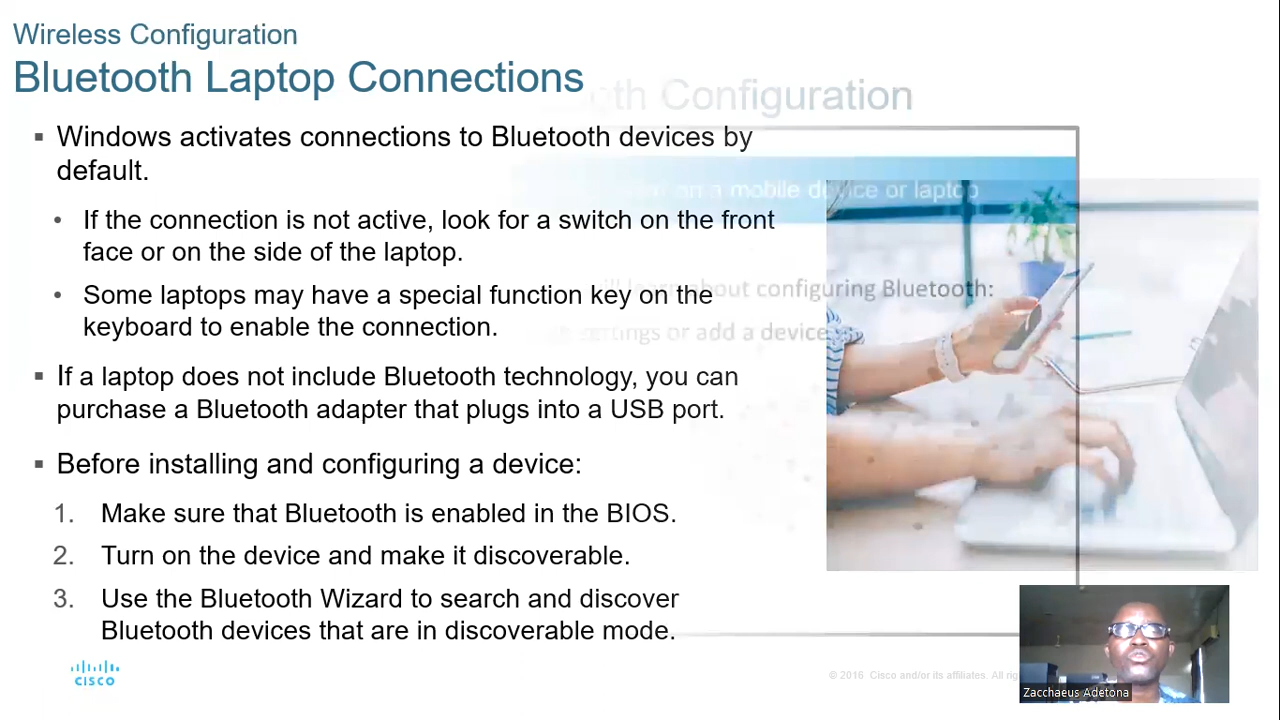 Wireless Configuration
Bluetooth Laptop Connections
th Configuration
▪ Windows activates connections to Bluetooth devices by
default.
on a mobile device or laptop
• If the connection is not active, look for a switch on the front
face or on the side of the laptop.
about configuring Bluetooth:
• Some laptops may have a special function key on the
keyboard to enable the connection.
settings or add a device
▪ If a laptop does not include Bluetooth technology, you can
purchase a Bluetooth adapter that plugs into a USB port.
▪ Before installing and configuring a device:
1. Make sure that Bluetooth is enabled in the BIOS.
2. Turn on the device and make it discoverable.
3. Use the Bluetooth Wizard to search and discover
Bluetooth devices that are in discoverable mode.
CISCO
© 2016 Cisco and/or its affiliates. All
Zacchaeus Adetona